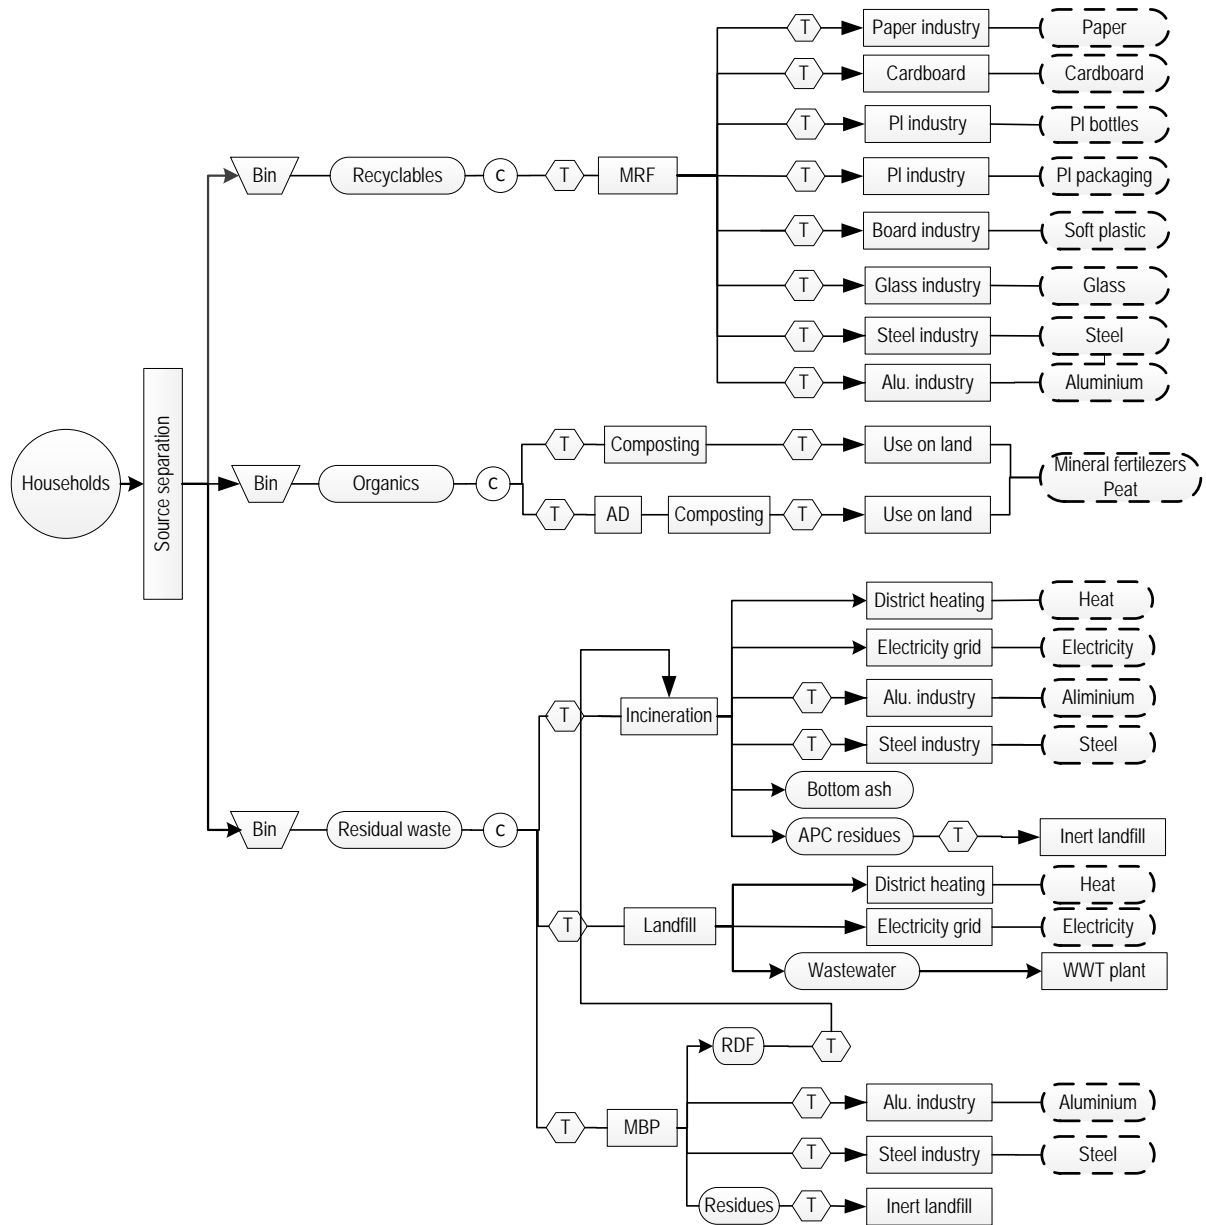 T
Paper industry
Paper
T
Cardboard
Cardboard
T
Pl industry
Pl bottles
Bin
Recyclables
C
T
MRF
T
Pl industry
Pl packaging
T
Board industry
Soft plastic
T
Glass industry
Glass
T
Steel industry
Steel
T
Alu. industry
Aluminium
Households
Source separation
Bin
Organics
C
T
Composting
T
Use on land
Mineral fertilezers
Peat
T
AD
Composting
T
Use on land
District heating
Heat
Electricity grid
Electricity
T
Incineration
T
Alu. industry
Aliminium
T
Steel industry
Steel
Bottom ash
Bin
Residual waste
C
APC residues
T
Inert landfill
District heating
Heat
T
Landfill
Electricity grid
Electricity
Wastewater
WWT plant
RDF
T
T
Alu. industry
Aluminium
T
MBP
T
Steel industry
Steel
Residues
T
Inert landfill